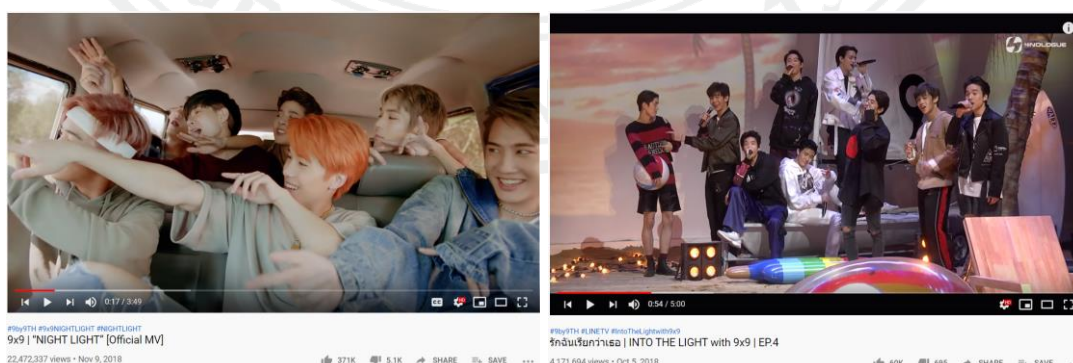 0:17 / 3:49
#9by9TH #9x9NIGHTLIGHT #NIGHTLIGHT
9x9 | "NIGHT LIGHT" [Official MV]
22,472,337 views • Nov 9, 2018
371K 5.1K SHARE SAVE
4NOLOGUE
0:54 / 5:00
#9by9TH #LINETV #IntoTheLightwith9x9
รักฉันเรียกว่าเธอ | INTO THE LIGHT with 9x9 | EP.4
4,171,694 views • Oct 5, 2018
60K 695 SHARE SAVE